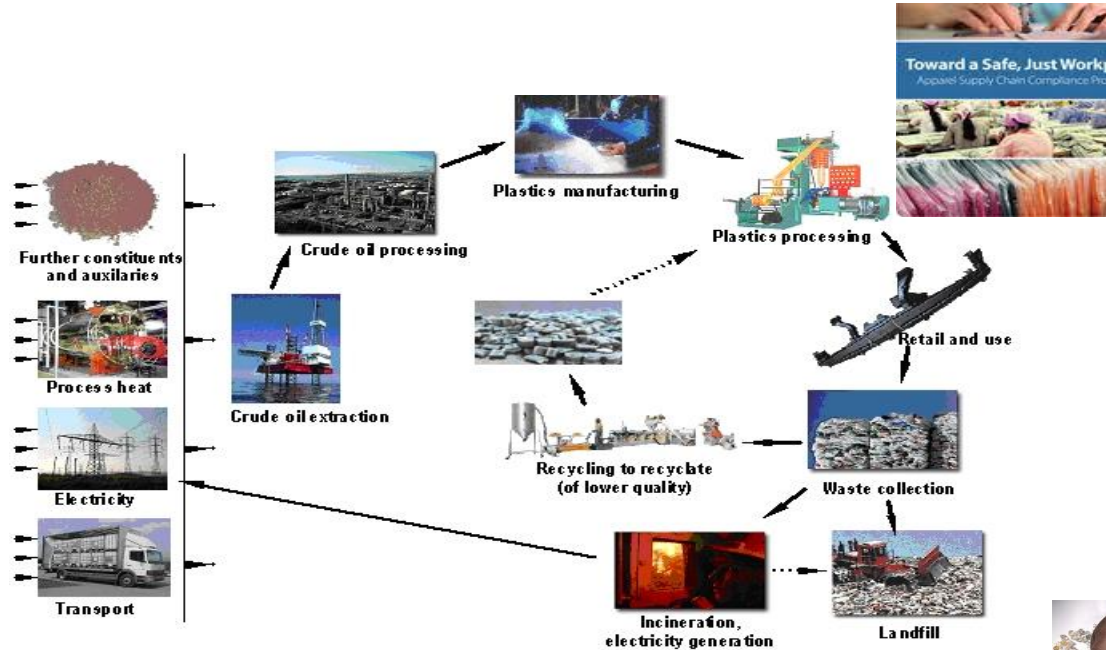 Toward a Safe, Just Workp
Apparel Supply Chain Compliance Pro
Plastics manufacturing
Plastics processing
Crude oil processing
Further constituents
and auxilaries
Retail and use
Process heat
Crude oil extraction
Recycling to recyclate
(of lower quality)
Waste collection
Electricity
Transport
Incineration,
electricity generation
Landfill